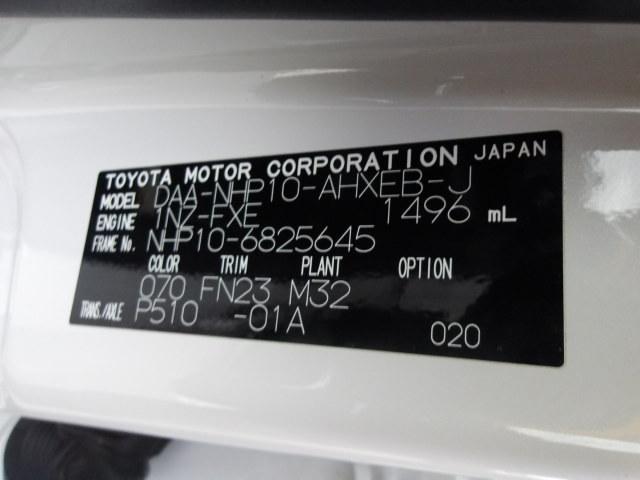 TOYOTA MOTOR CORPORATION JAPAN
MODEL DAA-NHP10-AHXEB-J
ENGINE 1NZ-FXE 1496 mL
FRAME No. NHP10-6825645
COLOR TRIM PLANT OPTION
070 FN23 M32
TRANS./AXLE P510 -01A
020